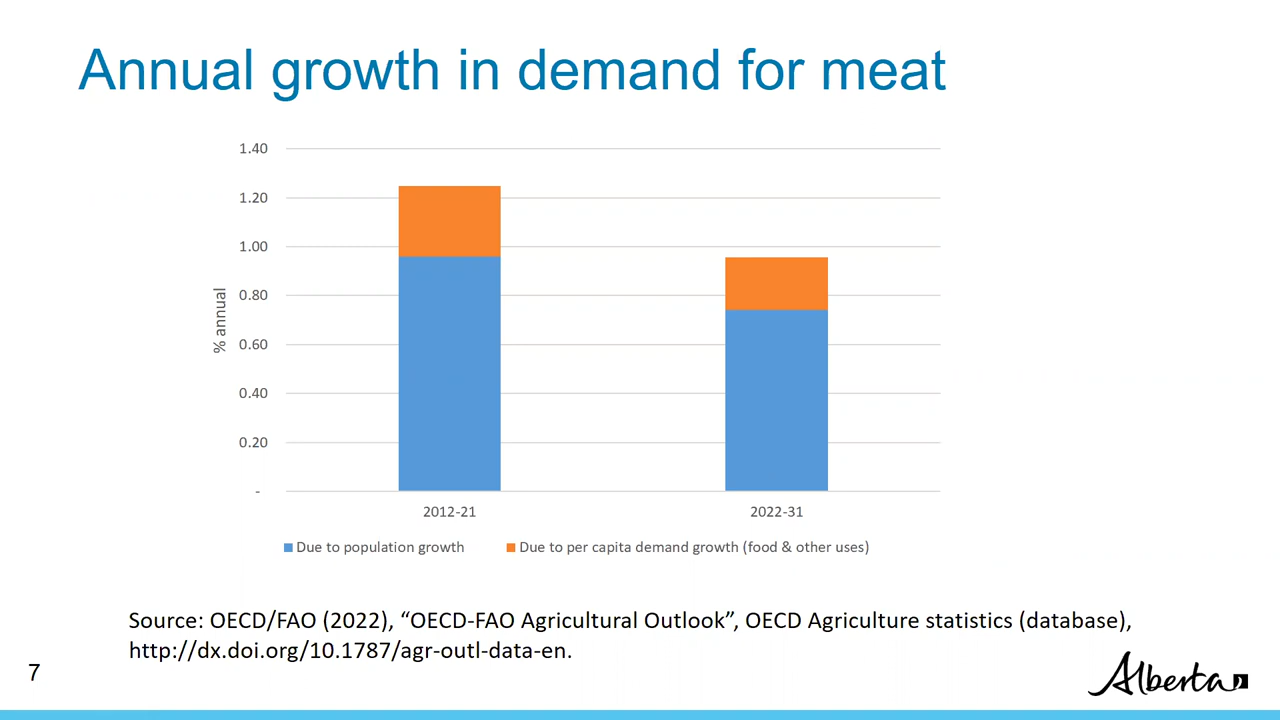 Annual growth in demand for meat
1.40
1.20
1.00
0.80
0.60
0.40
0.20
-
% annual
2012-21
2022-31
Due to population growth
Due to per capita demand growth (food & other uses)
Source: OECD/FAO (2022), “OECD-FAO Agricultural Outlook”, OECD Agriculture statistics (database),
http://dx.doi.org/10.1787/agr-outl-data-en.
7
Alberta